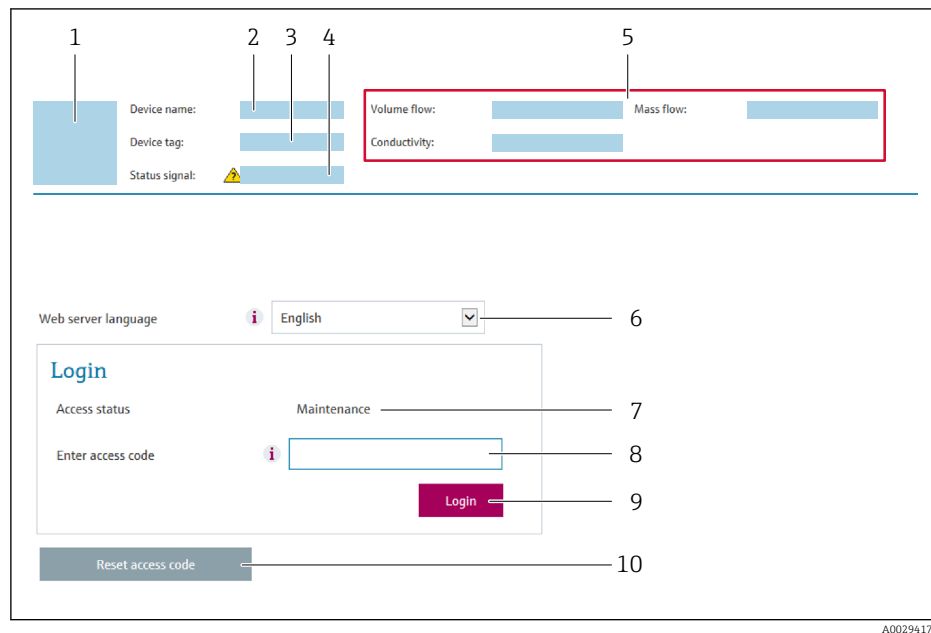 1 2 3 4 5
Device name: Volume flow: Mass flow:
Device tag: Conductivity:
Status signal: ?
Web server language i English 6
Login
Access status Maintenance 7
Enter access code i 8
Login 9
Reset access code 10
A0029417